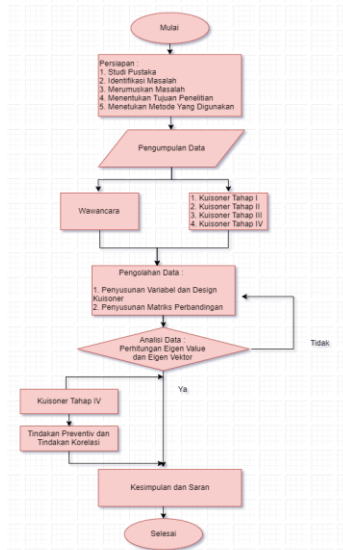 Mulai
Persiapan :
1. Studi Pustaka
2. Identifikasi Masalah
3. Merumuskan Masalah
4. Menentukan Tujuan Penelitian
5. Menetukan Metode Yang Digunakan
Pengumpulan Data
Wawancara
1. Kuisoner Tahap I
2. Kuisoner Tahap II
3. Kuisoner Tahap III
4. Kuisoner Tahap IV
Pengolahan Data :
1. Penyusunan Variabel dan Design
Kuisoner
2. Penyusunan Matriks Perbandingan
Analisi Data :
Perhitungan Eigen Value
dan Eigen Vektor
Tidak
Ya
Kuisoner Tahap IV
Tindakan Preventiv dan
Tindakan Korelasi
Kesimpulan dan Saran
Selesai